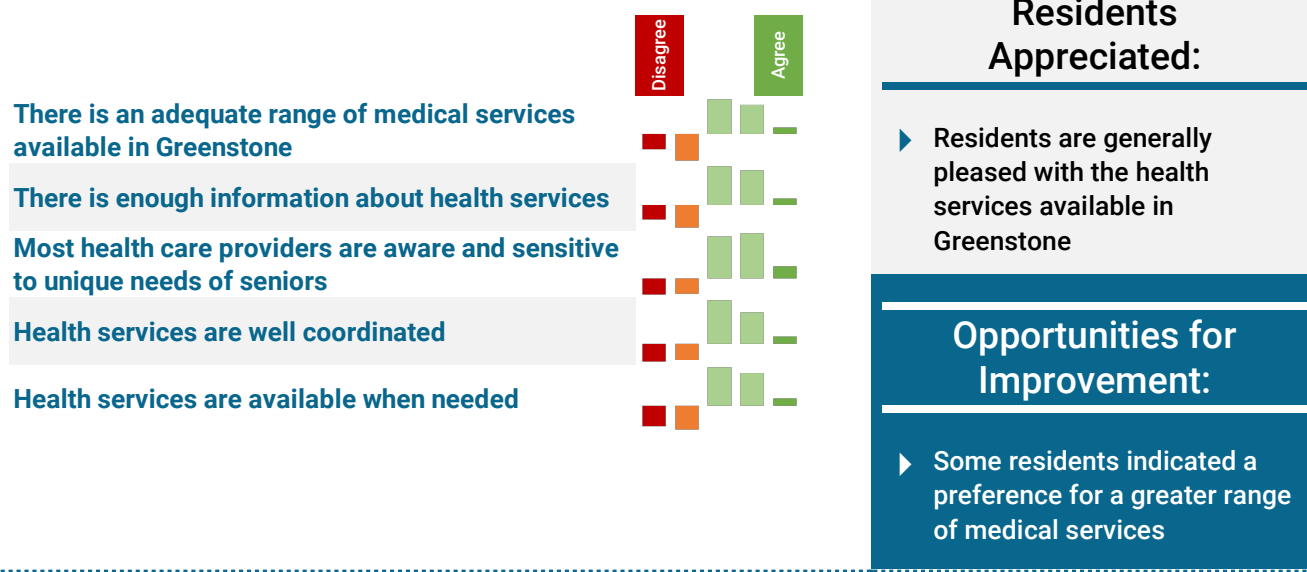 Disagree
Agree
There is an adequate range of medical services
available in Greenstone
There is enough information about health services
Most health care providers are aware and sensitive
to unique needs of seniors
Health services are well coordinated
Health services are available when needed
Residents
Appreciated:
Residents are generally
pleased with the health
services available in
Greenstone
Opportunities for
Improvement:
Some residents indicated a
preference for a greater range
of medical services